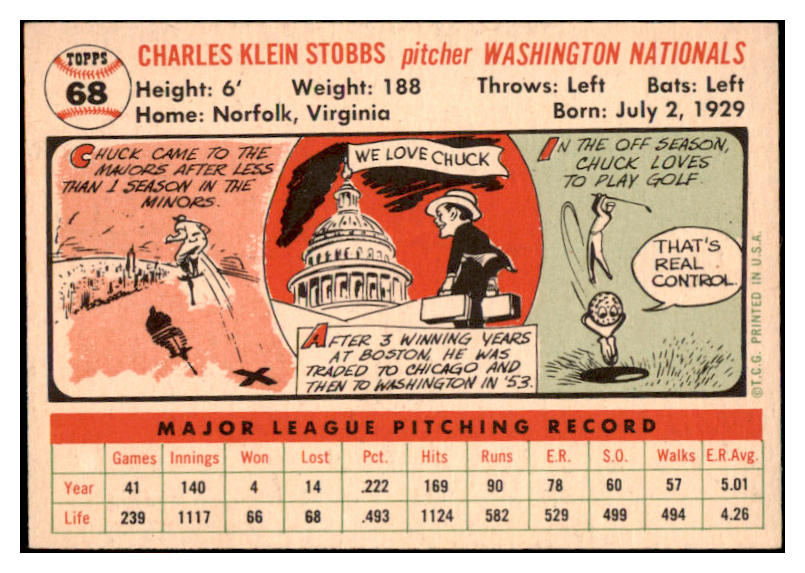 TOPPS
68
CHARLES KLEIN STOBBS pitcher WASHINGTON NATIONALS
Height: 6' Weight: 188 Throws: Left Bats: Left
Home: Norfolk, Virginia Born: July 2, 1929
CHUCK CAME TO THE
MAJORS AFTER LESS
THAN 1 SEASON IN THE
MINORS.
WE LOVE CHUCK
AFTER 3 WINNING YEARS
AT BOSTON, HE WAS
TRADED TO CHICAGO AND
THEN TO WASHINGTON IN '53.
IN THE OFF SEASON,
CHUCK LOVES
TO PLAY GOLF.
THAT'S
REAL
CONTROL.
©T.C.G. PRINTED IN U.S.A.
MAJOR LEAGUE PITCHING RECORD
Games Innings Won Lost Pct. Hits Runs E.R. S.O. Walks E.R.Avg.
Year 41 140 4 14 .222 169 90 78 60 57 5.01
Life 239 1117 66 68 .493 1124 582 529 499 494 4.26